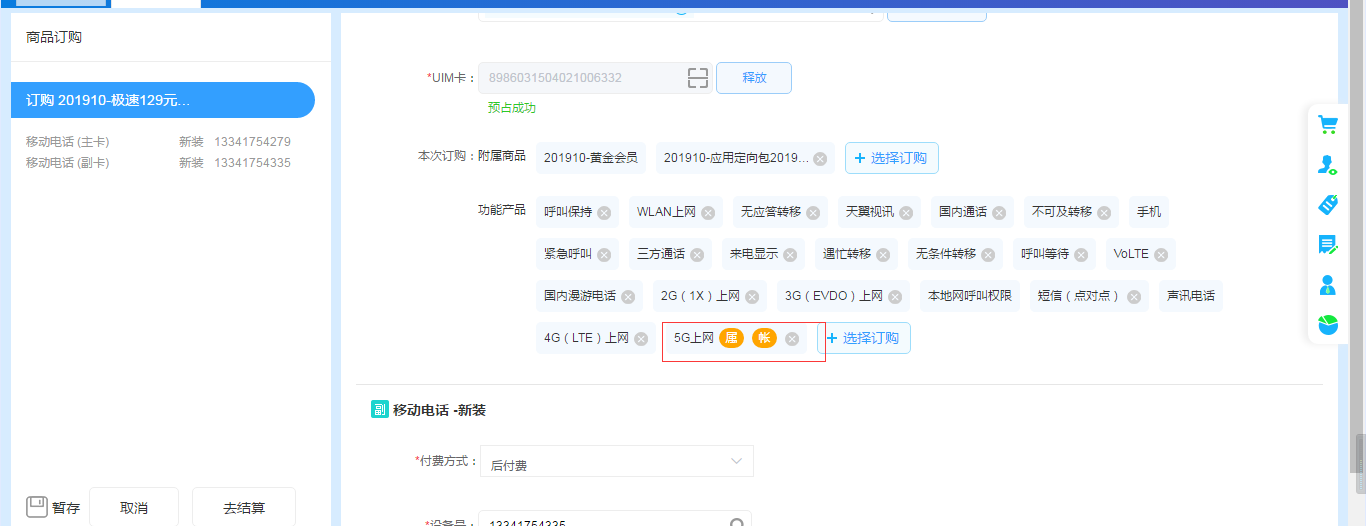 商品订购
订购 201910-极速129元...
移动电话 (主卡) 新装 13341754279
移动电话 (副卡) 新装 13341754335
暂存 取消 去结算
*UIM卡： 8986031504021006332 释放
预占成功
本次订购： 附属商品 201910-黄金会员 201910-应用定向包2019... + 选择订购
功能产品 呼叫保持 WLAN上网 无应答转移 天翼视讯 国内通话 不可及转移 手机
紧急呼叫 三方通话 来电显示 遇忙转移 无条件转移 呼叫等待 VoLTE
国内漫游电话 2G（1X）上网 3G（EVDO）上网 本地网呼叫权限 短信（点对点） 声讯电话
4G（LTE）上网 5G上网 属 帐 + 选择订购
副 移动电话 -新装
*付费方式： 后付费
*设备号： 13341754335